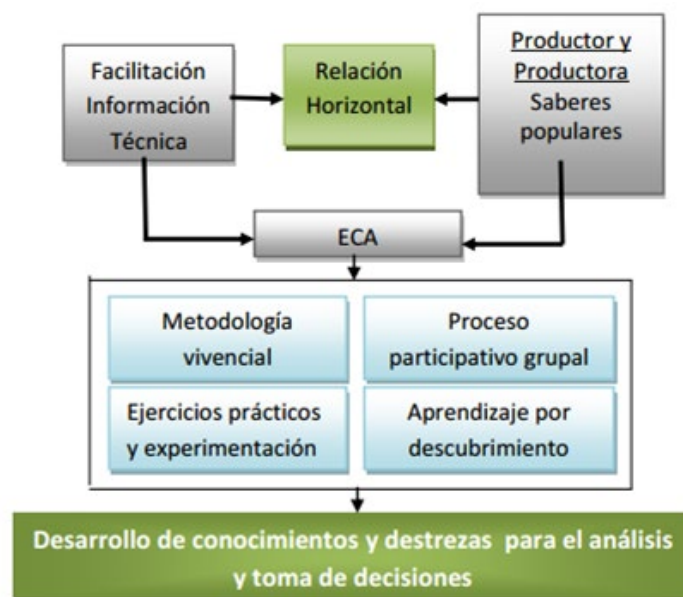 Facilitación
Información
Técnica
Relación
Horizontal
Productor y
Productora
Saberes
populares
ECA
Metodología
vivencial
Proceso
participativo grupal
Ejercicios prácticos
y experimentación
Aprendizaje por
descubrimiento
Desarrollo de conocimientos y destrezas para el análisis
y toma de decisiones